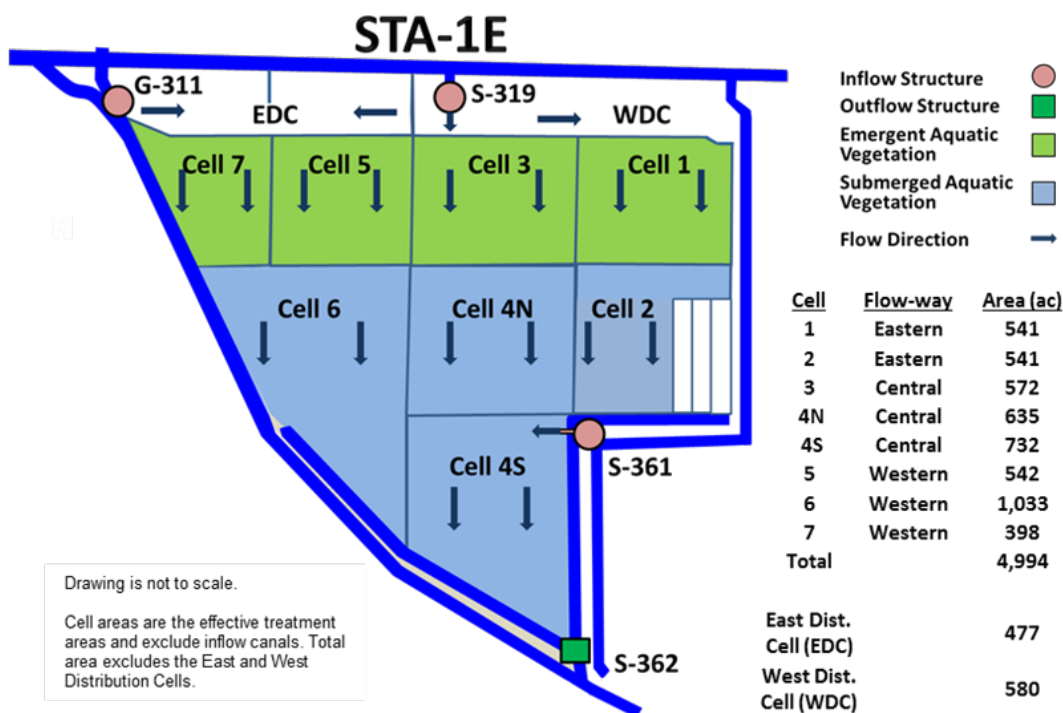 STA-1E
G-311
S-319
EDC
WDC
Cell 7
Cell 5
Cell 3
Cell 1
N
Cell 6
Cell 4N
Cell 2
Cell 4S
S-361
S-362
Inflow Structure
Outflow Structure
Emergent Aquatic
Vegetation
Submerged Aquatic
Vegetation
Flow Direction
Cell Flow-way Area (ac)
1 Eastern 541
2 Eastern 541
3 Central 572
4N Central 635
4S Central 732
5 Western 542
6 Western 1,033
7 Western 398
Total 4,994
East Dist.
Cell (EDC) 477
West Dist.
Cell (WDC) 580
Drawing is not to scale.
Cell areas are the effective treatment
areas and exclude inflow canals. Total
area excludes the East and West
Distribution Cells.